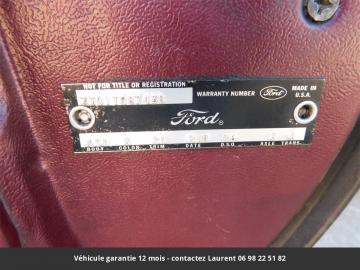 NOT FOR TITLE OR REGISTRATION
WARRANTY NUMBER
Ford
MADE IN
U.S.A.
Ford
BODY COLOR TRIM DATE D.S.O. AXLE TRANS.
Véhicule garantie 12 mois - contactez Laurent 06 98 22 51 82